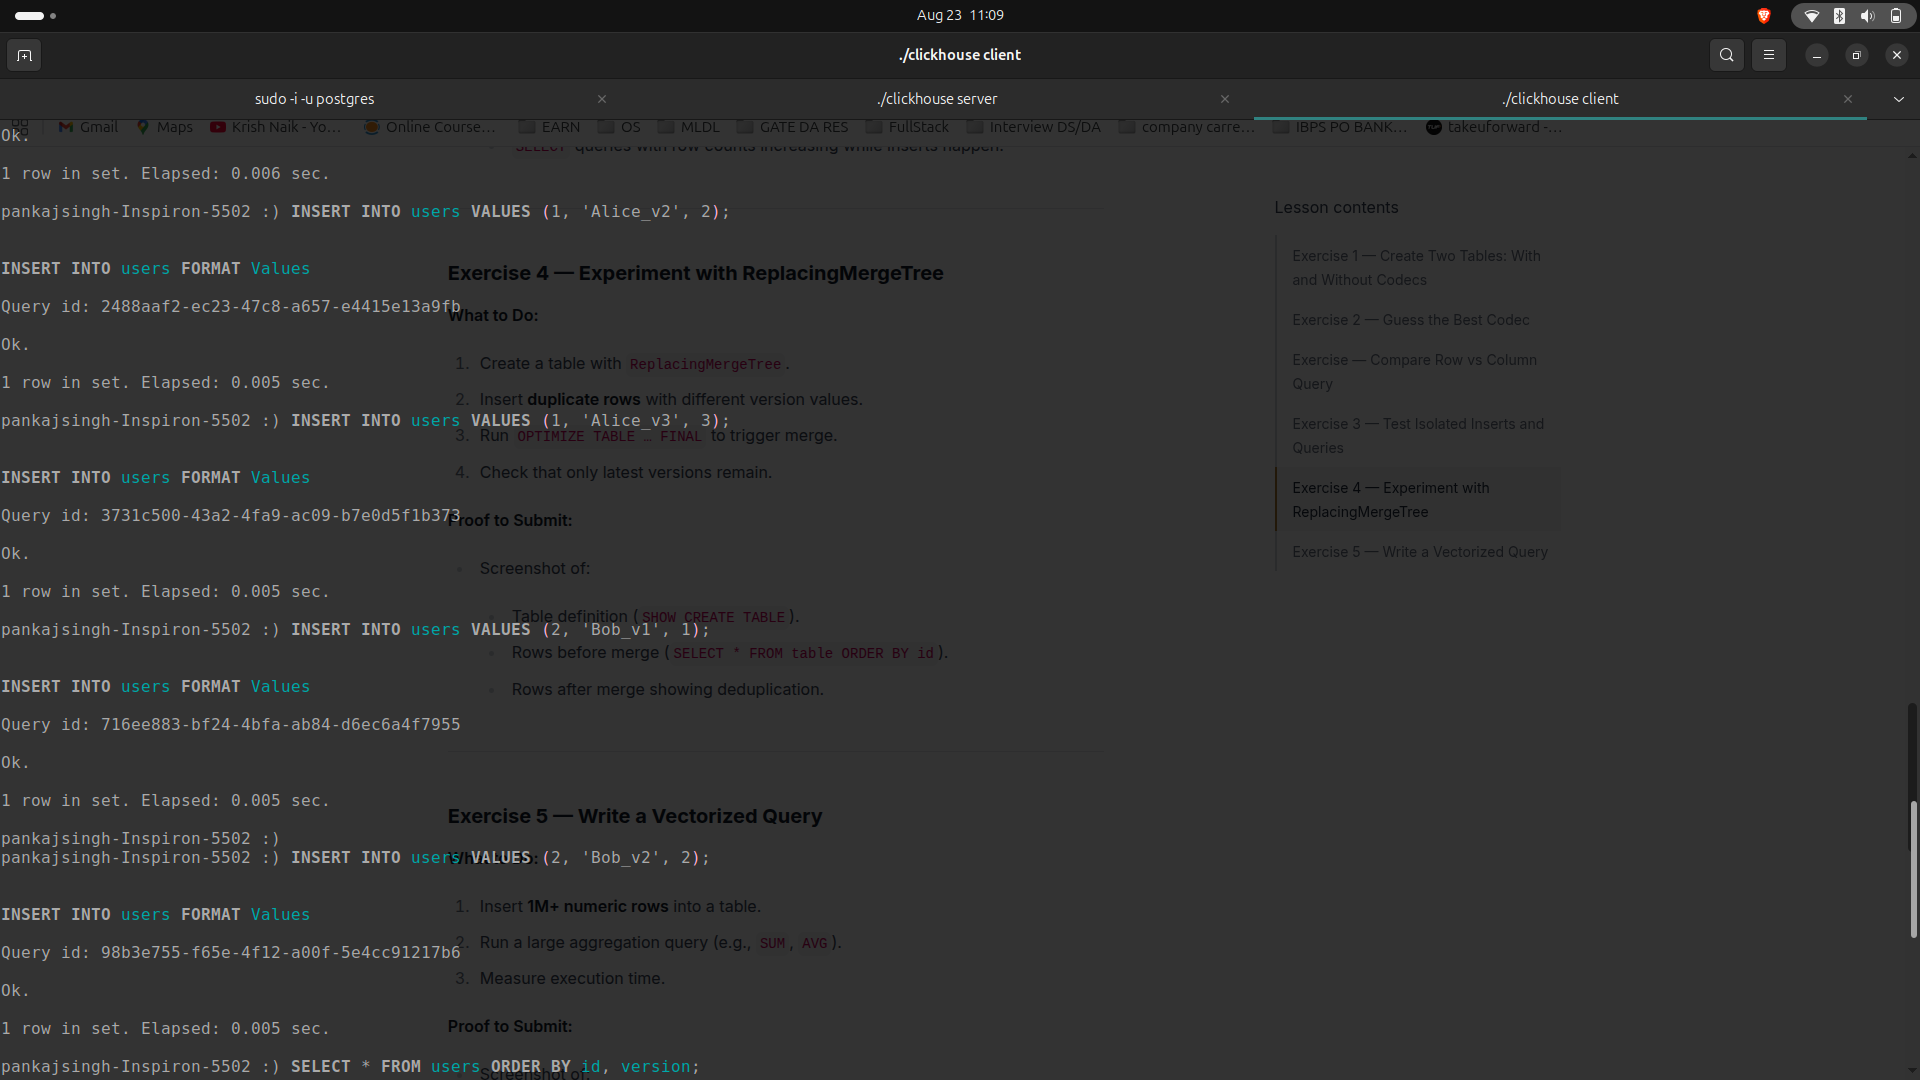 Aug 23 11:09
./clickhouse client
sudo -i -u postgres
./clickhouse server
./clickhouse client
Gmail
Maps
Krish Naik - Yo...
Online Course...
EARN
OS
MLDL
GATE DA RES
FullStack
Interview DS/DA
company carre...
IBPS PO BANK...
takeuforward -...
Ok.
SELECT queries with row counts increasing while inserts happen.
1 row in set. Elapsed: 0.006 sec.
pankajsingh-Inspiron-5502 :) INSERT INTO users VALUES (1, 'Alice_v2', 2);
INSERT INTO users FORMAT Values
Query id: 2488aaf2-ec23-47c8-a657-e4415e13a9fb
Ok.
1 row in set. Elapsed: 0.005 sec.
pankajsingh-Inspiron-5502 :) INSERT INTO users VALUES (1, 'Alice_v3', 3);
INSERT INTO users FORMAT Values
Query id: 3731c500-43a2-4fa9-ac09-b7e0d5f1b373
Ok.
1 row in set. Elapsed: 0.005 sec.
pankajsingh-Inspiron-5502 :) INSERT INTO users VALUES (2, 'Bob_v1', 1);
INSERT INTO users FORMAT Values
Query id: 716ee883-bf24-4bfa-ab84-d6ec6a4f7955
Ok.
1 row in set. Elapsed: 0.005 sec.
pankajsingh-Inspiron-5502 :)
pankajsingh-Inspiron-5502 :) INSERT INTO users VALUES (2, 'Bob_v2', 2);
INSERT INTO users FORMAT Values
Query id: 98b3e755-f65e-4f12-a00f-5e4cc91217b6
Ok.
1 row in set. Elapsed: 0.005 sec.
pankajsingh-Inspiron-5502 :) SELECT * FROM users ORDER BY id, version;
Exercise 4 — Experiment with ReplacingMergeTree
What to Do:
1. Create a table with ReplacingMergeTree.
2. Insert duplicate rows with different version values.
3. Run OPTIMIZE TABLE … FINAL to trigger merge.
4. Check that only latest versions remain.
Proof to Submit:
Screenshot of:
Table definition (SHOW CREATE TABLE).
Rows before merge (SELECT * FROM table ORDER BY id).
Rows after merge showing deduplication.
Exercise 5 — Write a Vectorized Query
What to Do:
1. Insert 1M+ numeric rows into a table.
2. Run a large aggregation query (e.g., SUM, AVG).
3. Measure execution time.
Proof to Submit:
Screenshot of:
Lesson contents
Exercise 1 — Create Two Tables: With
and Without Codecs
Exercise 2 — Guess the Best Codec
Exercise — Compare Row vs Column
Query
Exercise 3 — Test Isolated Inserts and
Queries
Exercise 4 — Experiment with
ReplacingMergeTree
Exercise 5 — Write a Vectorized Query